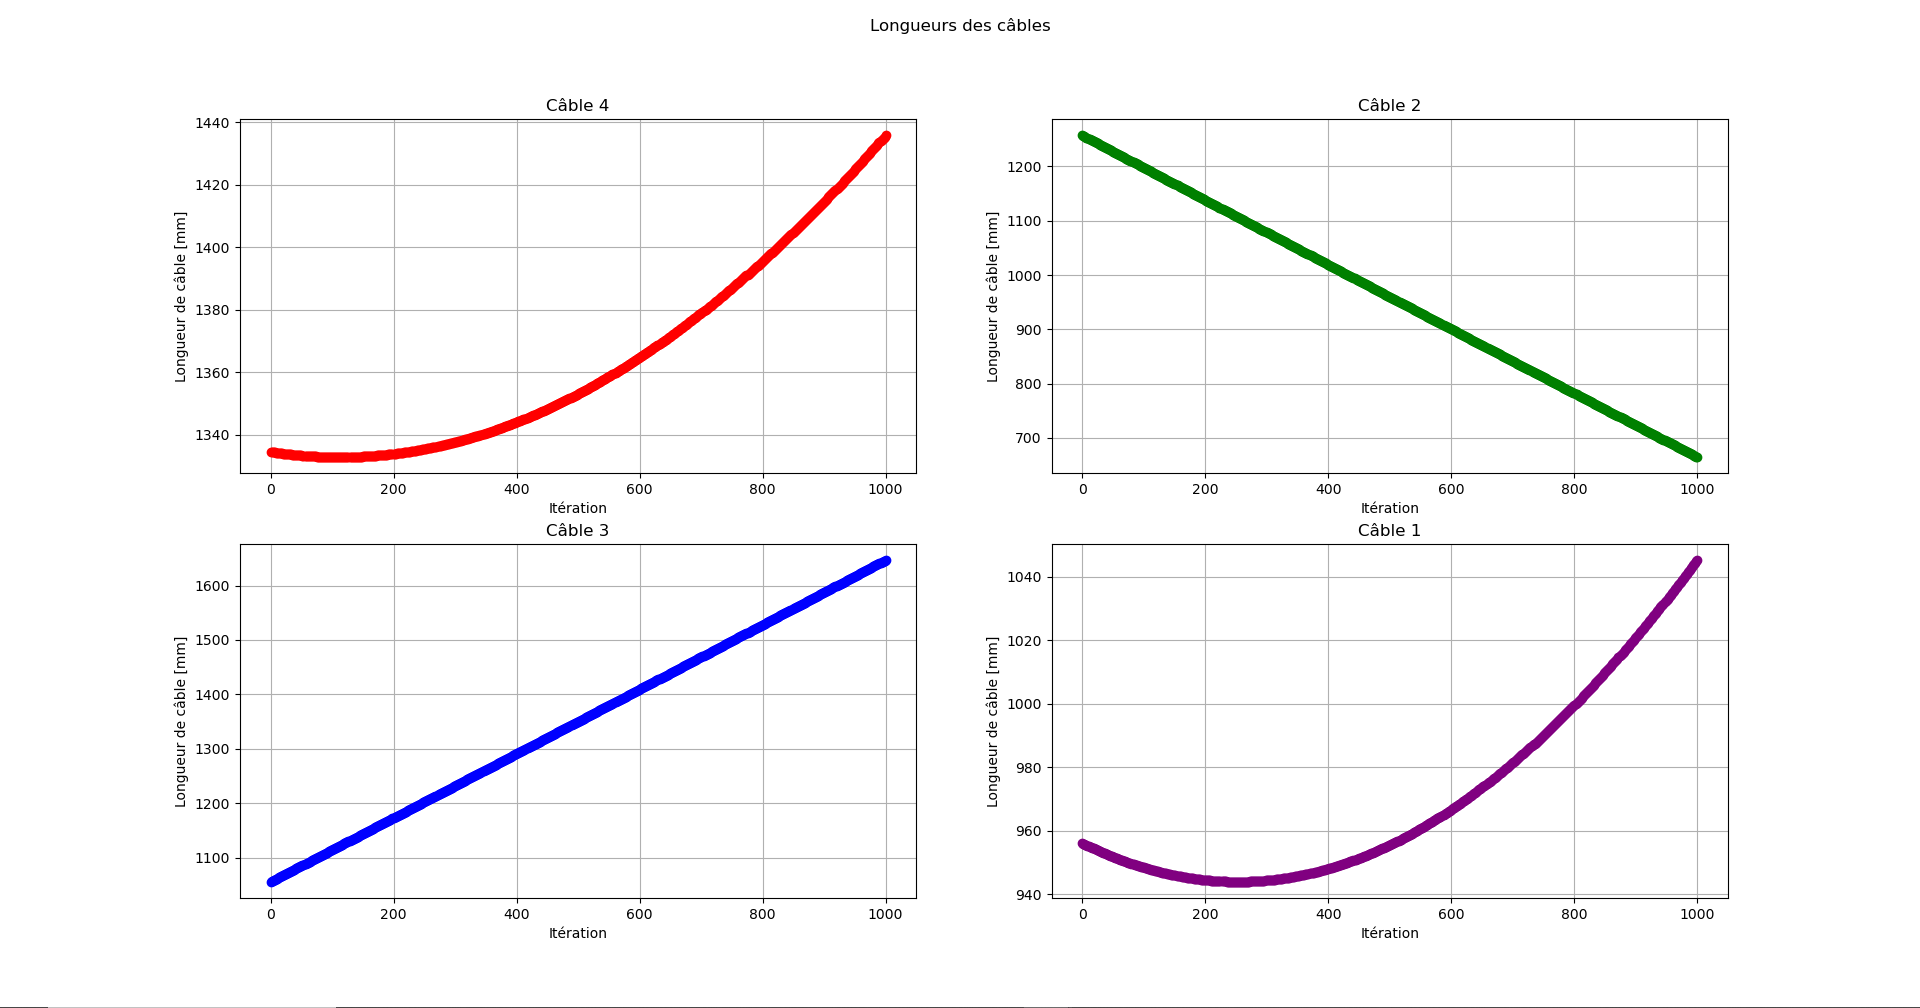 Longueurs des câbles
Câble 4
Longueur de câble [mm]
1440
1420
1400
1380
1360
1340
0 200 400 600 800 1000
Itération
Câble 2
Longueur de câble [mm]
1200
1100
1000
900
800
700
0 200 400 600 800 1000
Itération
Câble 3
Longueur de câble [mm]
1600
1500
1400
1300
1200
1100
0 200 400 600 800 1000
Itération
Câble 1
Longueur de câble [mm]
1040
1020
1000
980
960
940
0 200 400 600 800 1000
Itération